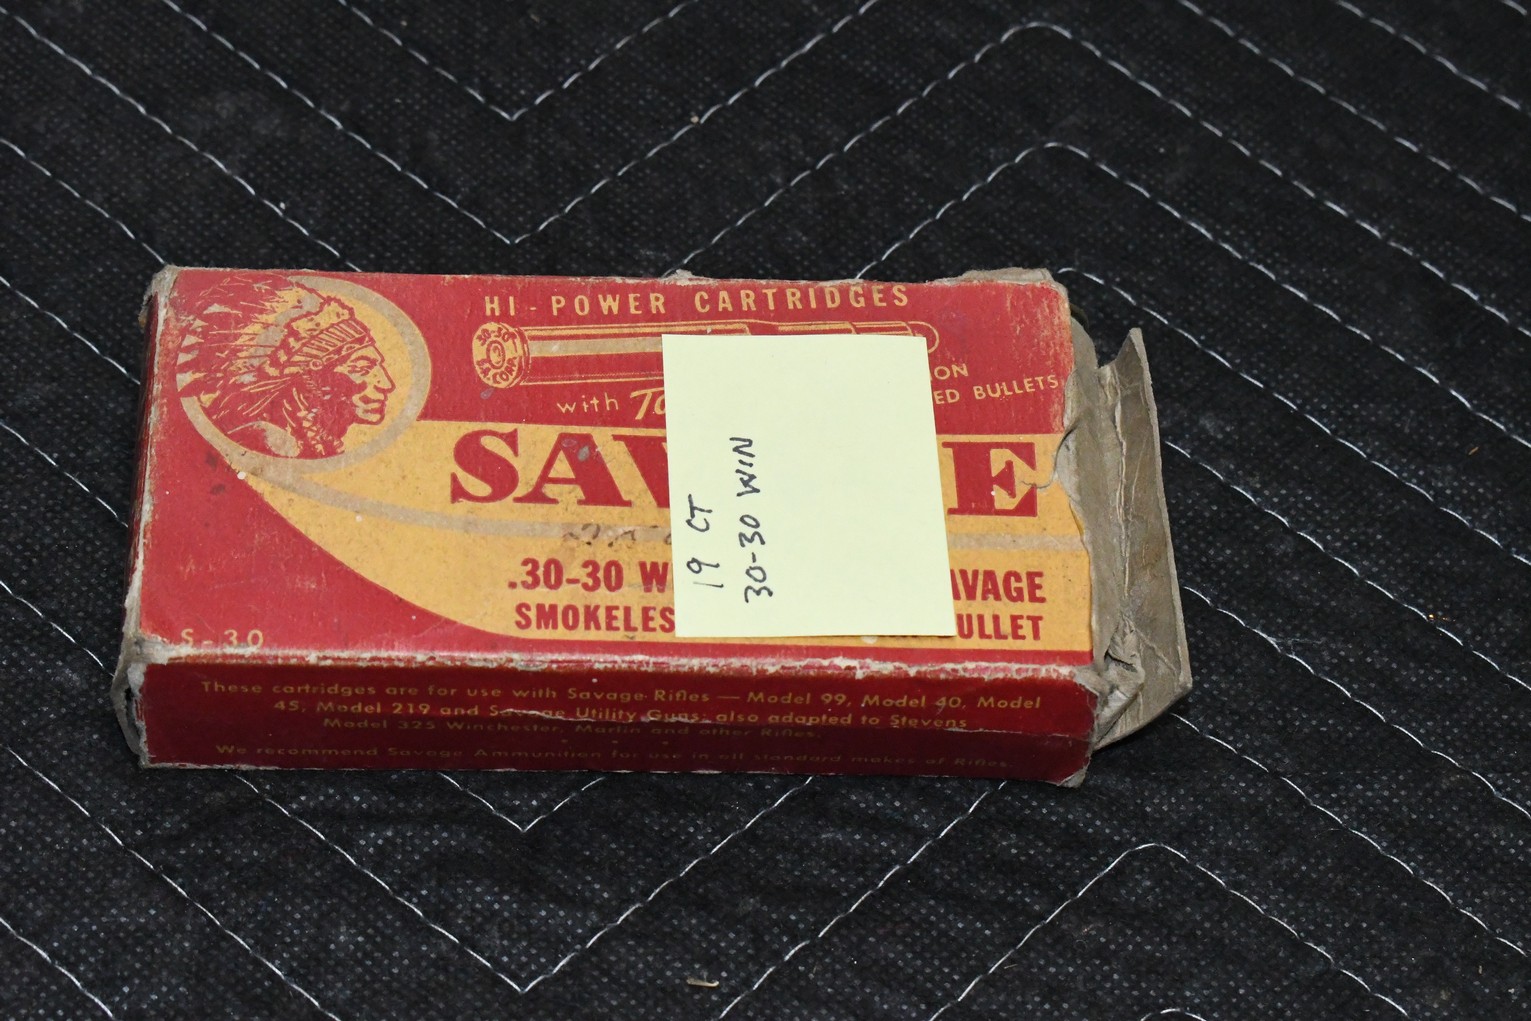 HI-POWER CARTRIDGES
30-30
with
ON
ED BULLETS
SAV E
.30-30 W AVAGE
SMOKELES ULLET
S-30
19 CT
30-30 WIN
These cartridges are for use with Savage Rifles — Model 99, Model 40, Model
45, Model 219 and Savage Utility Guns; also adapted to Stevens
Model 325 Winchester, Marlin and other Rifles.
We recommend Savage Ammunition for use in all standard makes of Rifles.